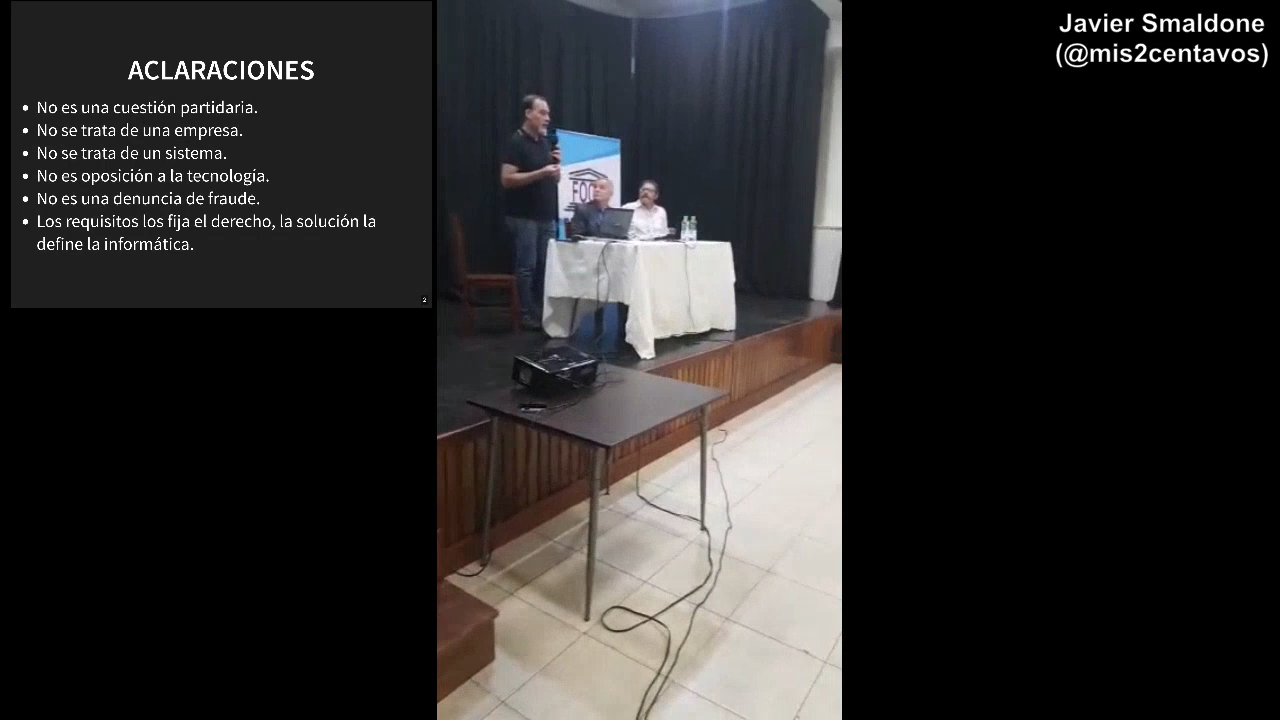 ACLARACIONES
• No es una cuestión partidaria.
• No se trata de una empresa.
• No se trata de un sistema.
• No es oposición a la tecnología.
• No es una denuncia de fraude.
• Los requisitos los fija el derecho, la solución la
define la informática.
2
Javier Smaldone
(@mis2centavos)